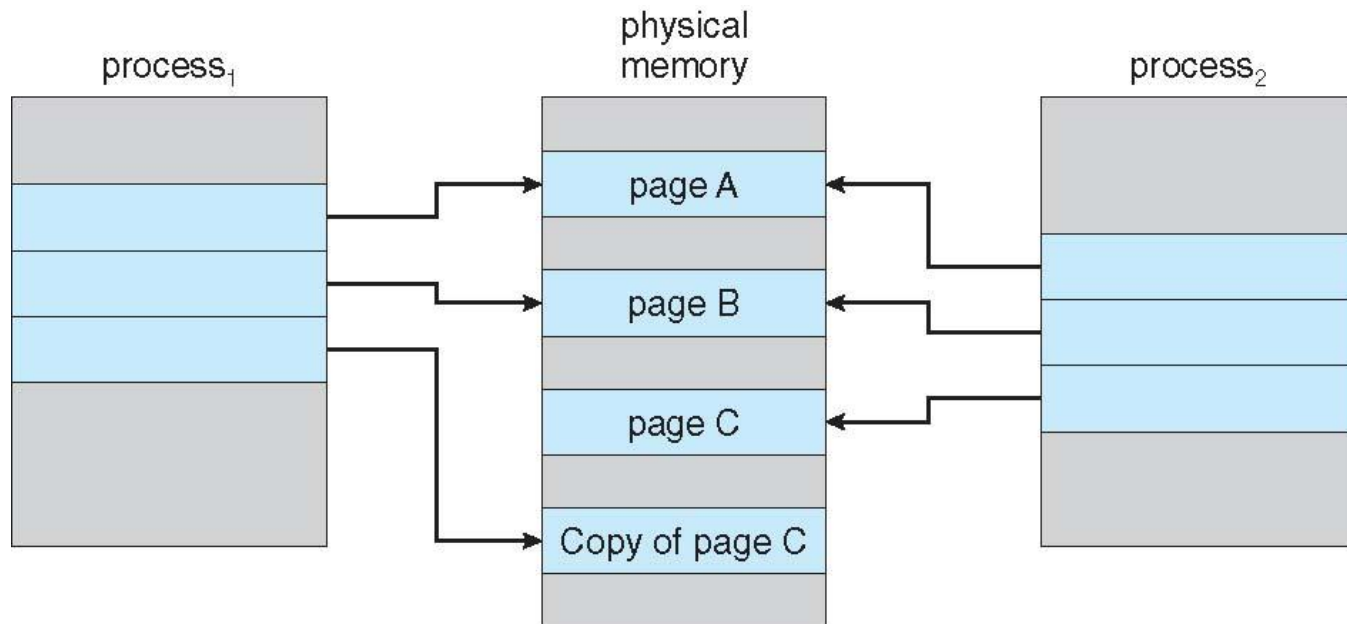 process₁
physical
memory
process₂
page A
page B
page C
Copy of page C